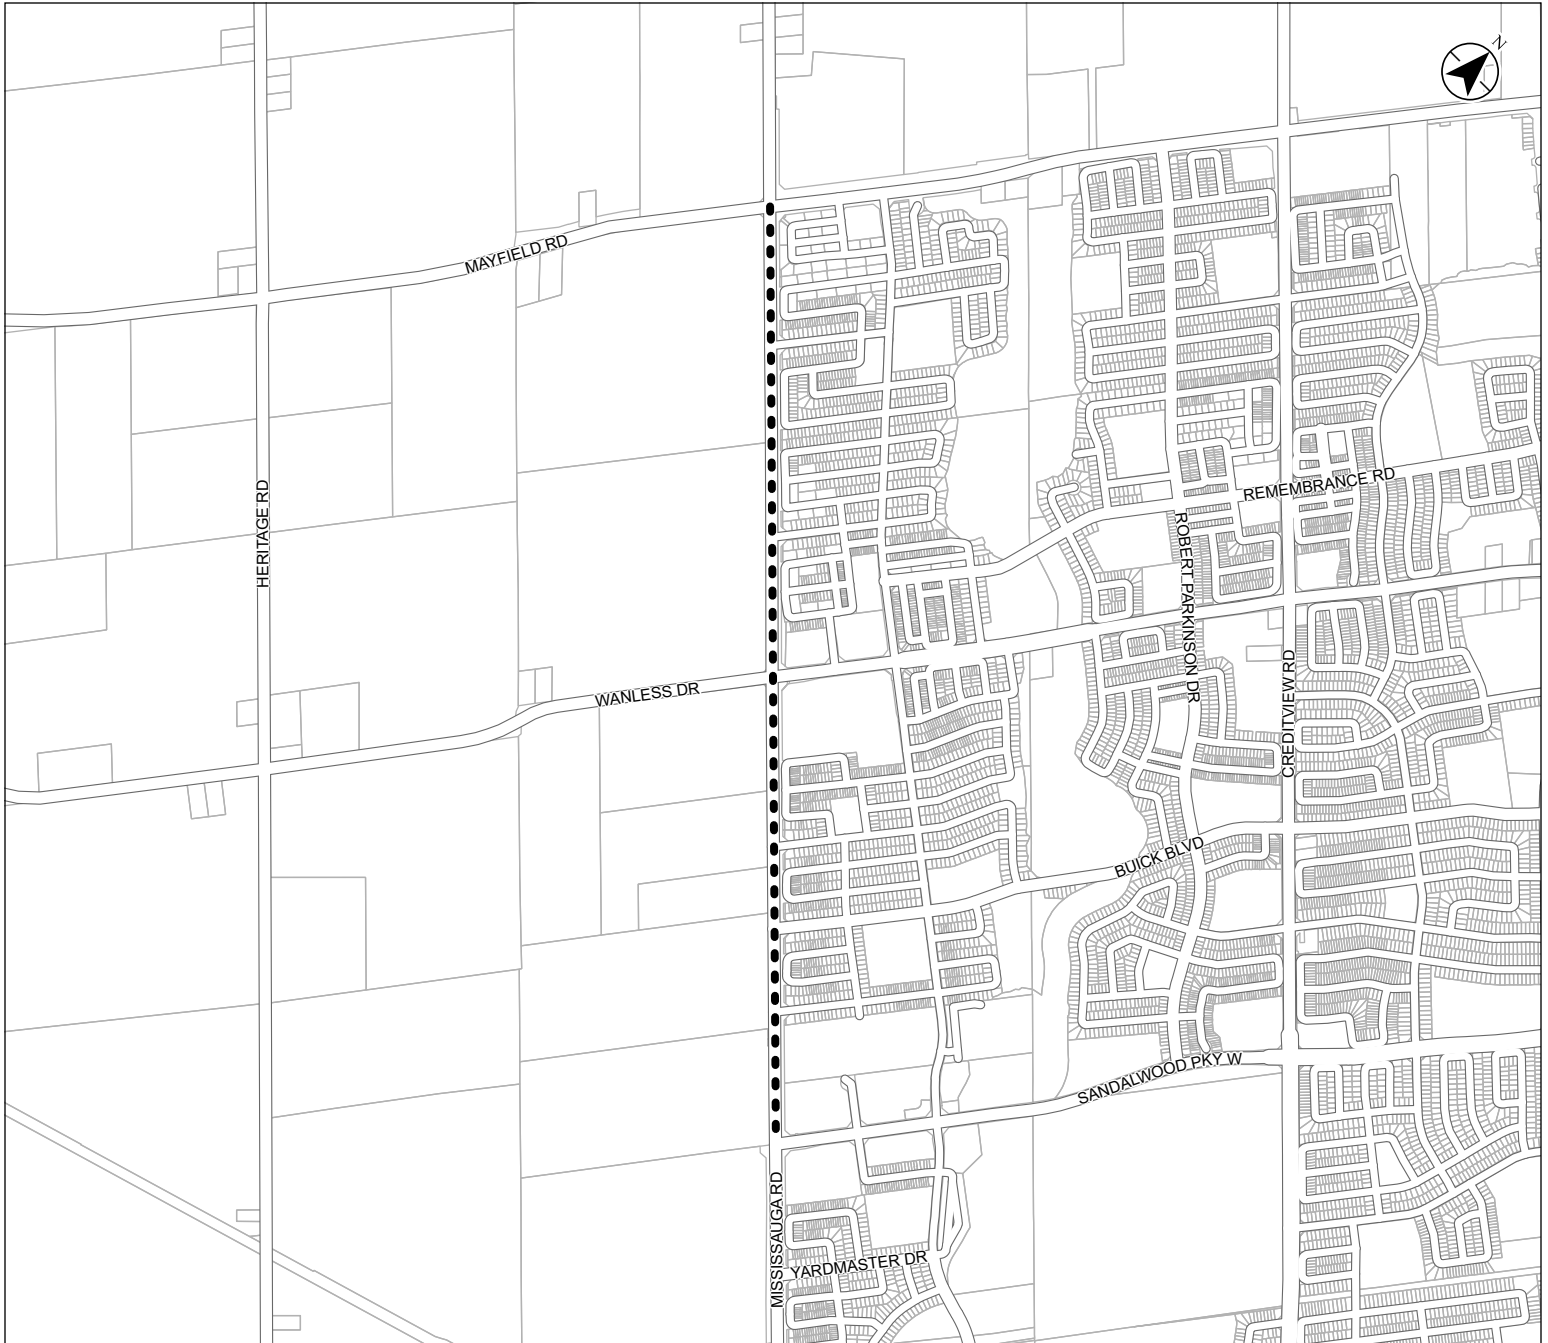 N
MAYFIELD RD
HERITAGE RD
REMEMBRANCE RD
ROBERT PARKINSON DR
WANLESS DR
CREDITVIEW RD
BUICK BLVD
SANDALWOOD PKY W
MISSISSAUGA RD
YARDMASTER DR